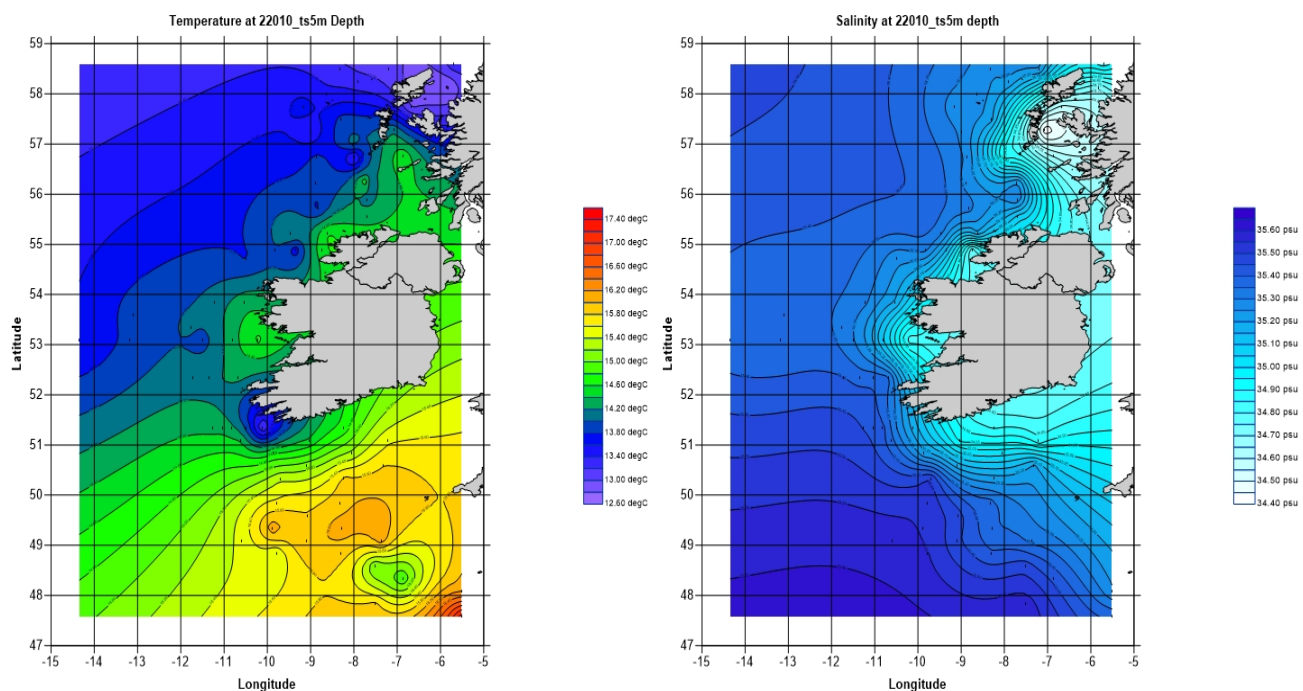 Temperature at 22010_ts5m Depth
59
58
57
56
55
54
53
52
51
50
49
48
47
Latitude
-15 -14 -13 -12 -11 -10 -9 -8 -7 -6 -5
Longitude
17.40 degC
17.00 degC
16.60 degC
16.20 degC
15.80 degC
15.40 degC
15.00 degC
14.60 degC
14.20 degC
13.80 degC
13.40 degC
13.00 degC
12.60 degC
Salinity at 22010_ts5m depth
59
58
57
56
55
54
53
52
51
50
49
48
47
Latitude
-15 -14 -13 -12 -11 -10 -9 -8 -7 -6 -5
Longitude
35.60 psu
35.50 psu
35.40 psu
35.30 psu
35.20 psu
35.10 psu
35.00 psu
34.90 psu
34.80 psu
34.70 psu
34.60 psu
34.50 psu
34.40 psu